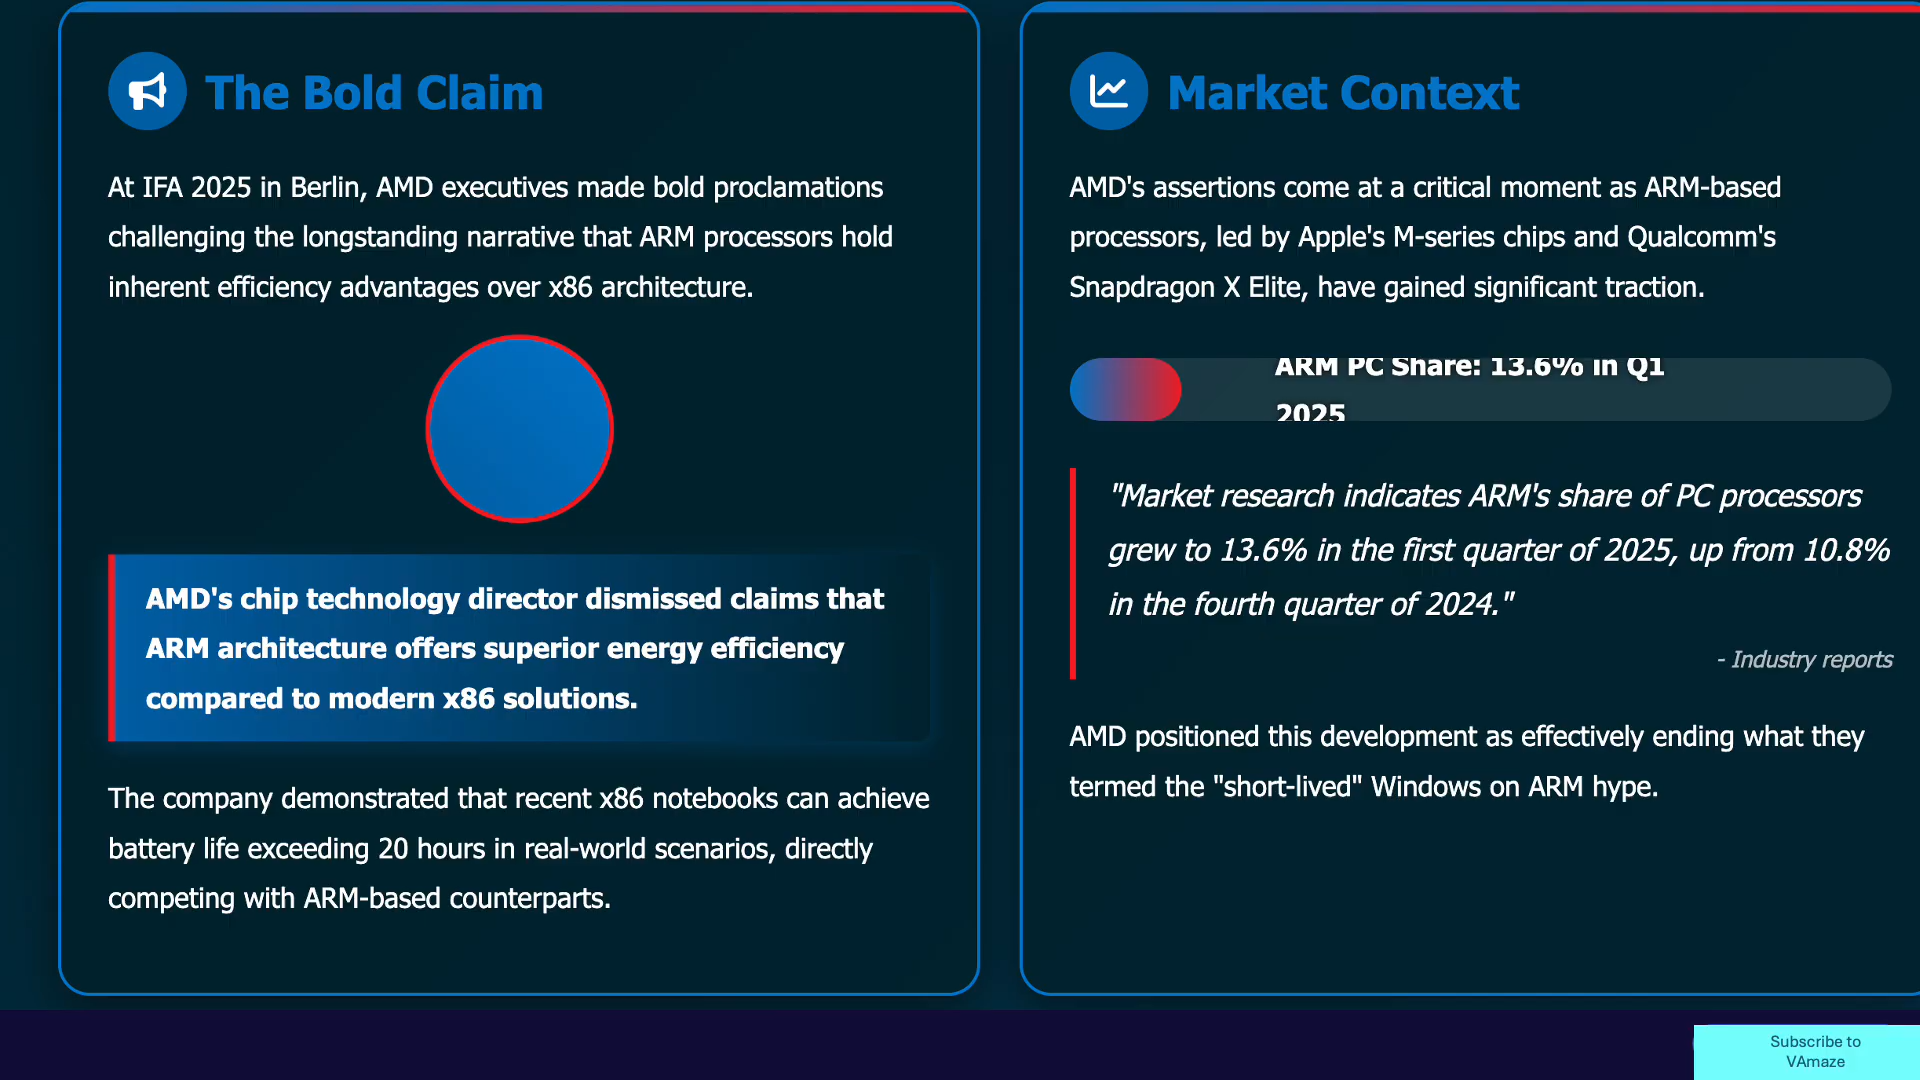 The Bold Claim
At IFA 2025 in Berlin, AMD executives made bold proclamations
challenging the longstanding narrative that ARM processors hold
inherent efficiency advantages over x86 architecture.
AMD's chip technology director dismissed claims that
ARM architecture offers superior energy efficiency
compared to modern x86 solutions.
The company demonstrated that recent x86 notebooks can achieve
battery life exceeding 20 hours in real-world scenarios, directly
competing with ARM-based counterparts.
Market Context
AMD's assertions come at a critical moment as ARM-based
processors, led by Apple's M-series chips and Qualcomm's
Snapdragon X Elite, have gained significant traction.
ARM PC Share: 13.6% in Q1
2025
"Market research indicates ARM's share of PC processors
grew to 13.6% in the first quarter of 2025, up from 10.8%
in the fourth quarter of 2024."
- Industry reports
AMD positioned this development as effectively ending what they
termed the "short-lived" Windows on ARM hype.
Subscribe to
VAmaze